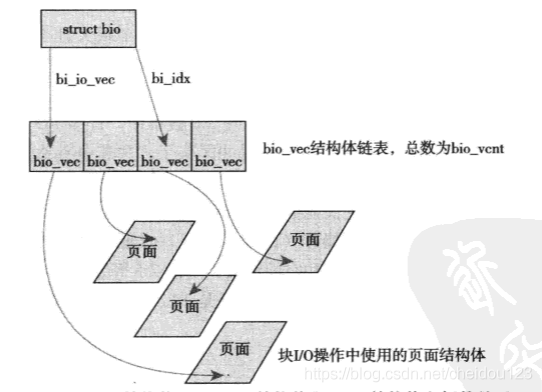 struct bio
bi_io_vec
bi_idx
bio_vec bio_vec bio_vec bio_vec
bio_vec结构体链表，总数为bio_vcnt
页面
页面
页面
页面
块I/O操作中使用的页面结构体
https://blog.csdn.net/cheidou123